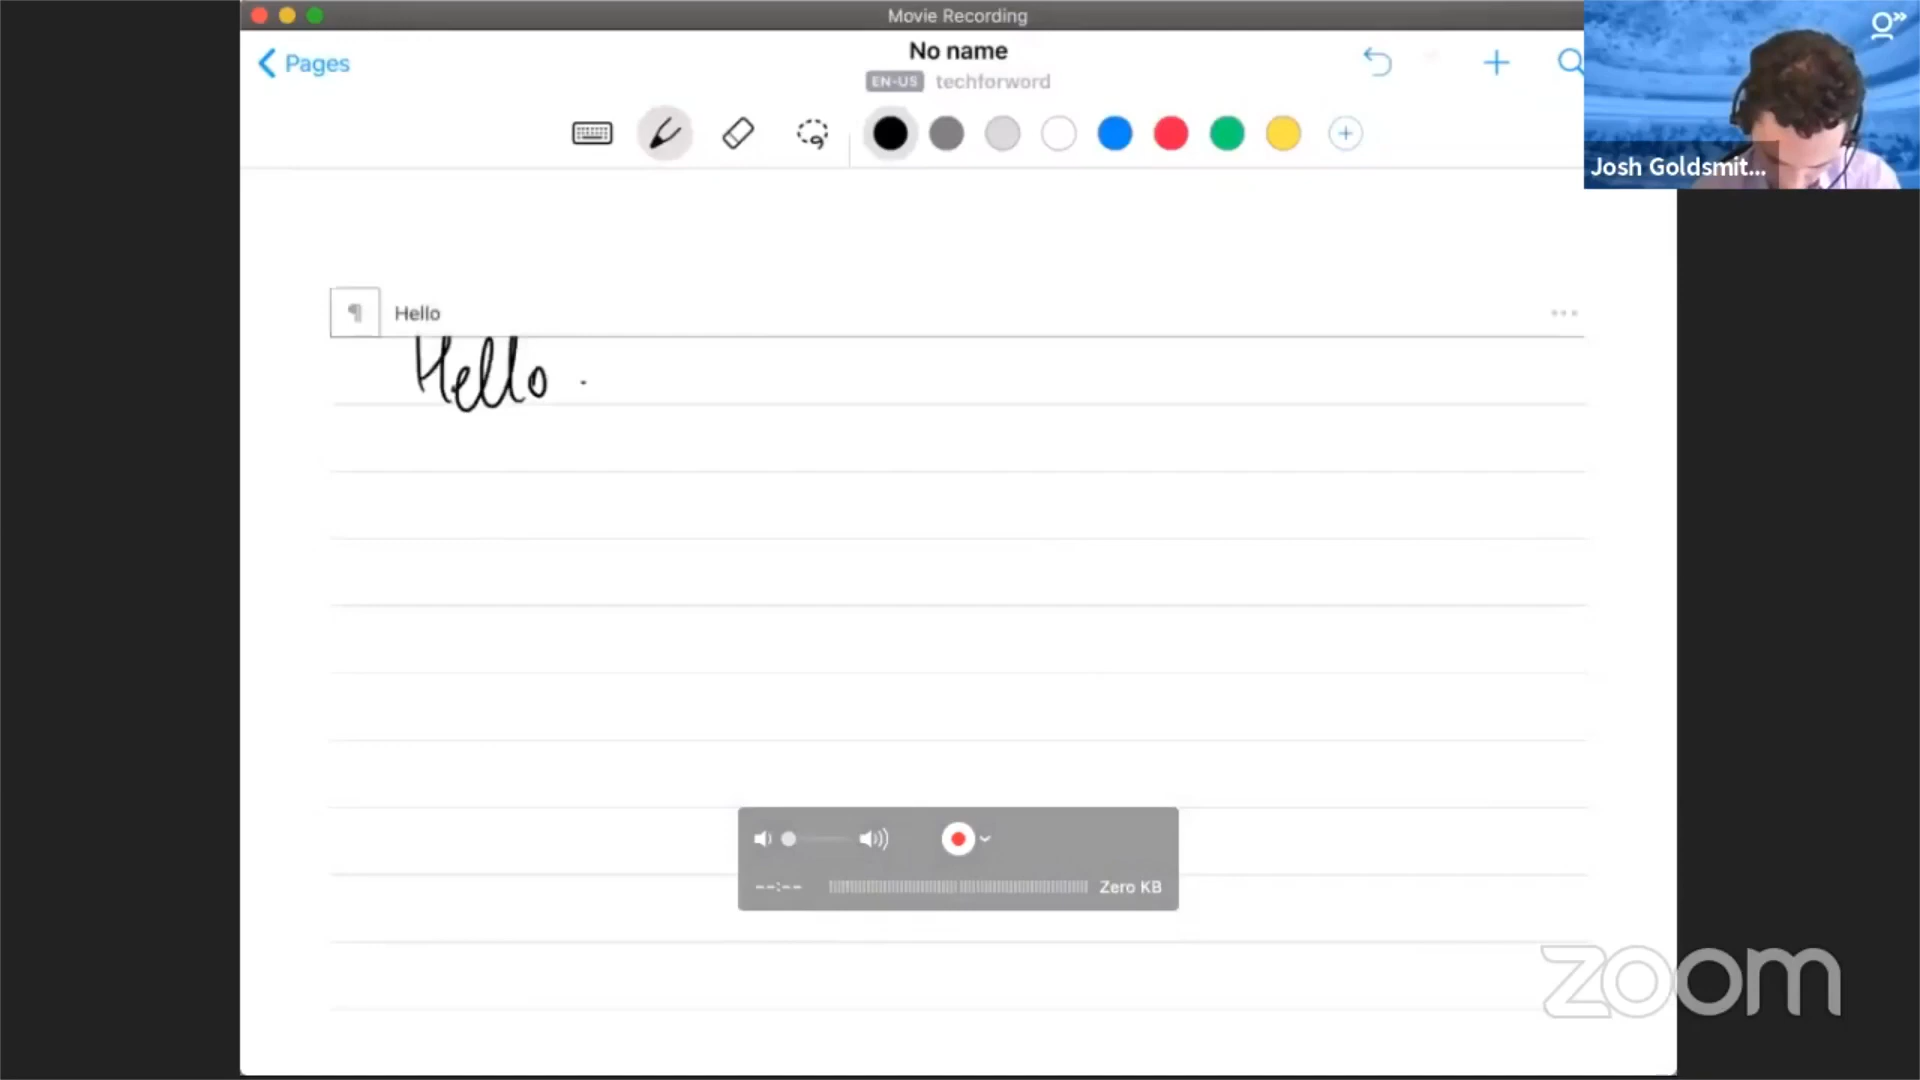 Movie Recording
Pages
No name
EN-US techforword
Josh Goldsmit...
Hello
Hello .
--:-- Zero KB
zoom